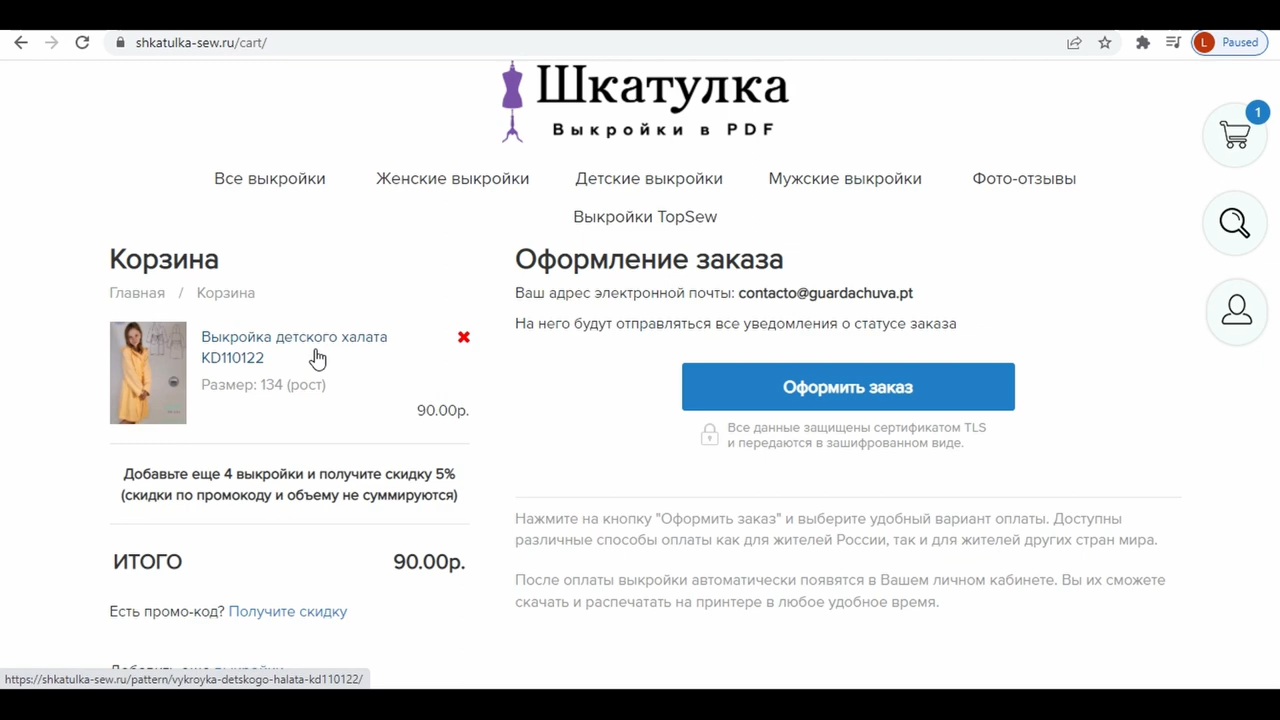 shkatulka-sew.ru/cart/
L Paused
Шкатулка
Выкройки в PDF
1
Все выкройки Женские выкройки Детские выкройки Мужские выкройки Фото-отзывы
Выкройки TopSew
Корзина
Главная / Корзина
Выкройка детского халата
KD110122
Размер: 134 (рост)
90.00р.
Добавьте еще 4 выкройки и получите скидку 5%
(скидки по промокоду и объему не суммируются)
ИТОГО 90.00р.
Есть промо-код? Получите скидку
Добавить еще выкройки
Оформление заказа
Ваш адрес электронной почты: contacto@guardachuva.pt
На него будут отправляться все уведомления о статусе заказа
Оформить заказ
Все данные защищены сертификатом TLS
и передаются в зашифрованном виде.
Нажмите на кнопку "Оформить заказ" и выберите удобный вариант оплаты. Доступны
различные способы оплаты как для жителей России, так и для жителей других стран мира.
После оплаты выкройки автоматически появятся в Вашем личном кабинете. Вы их сможете
скачать и распечатать на принтере в любое удобное время.
https://shkatulka-sew.ru/pattern/vykroyka-detskogo-halata-kd110122/